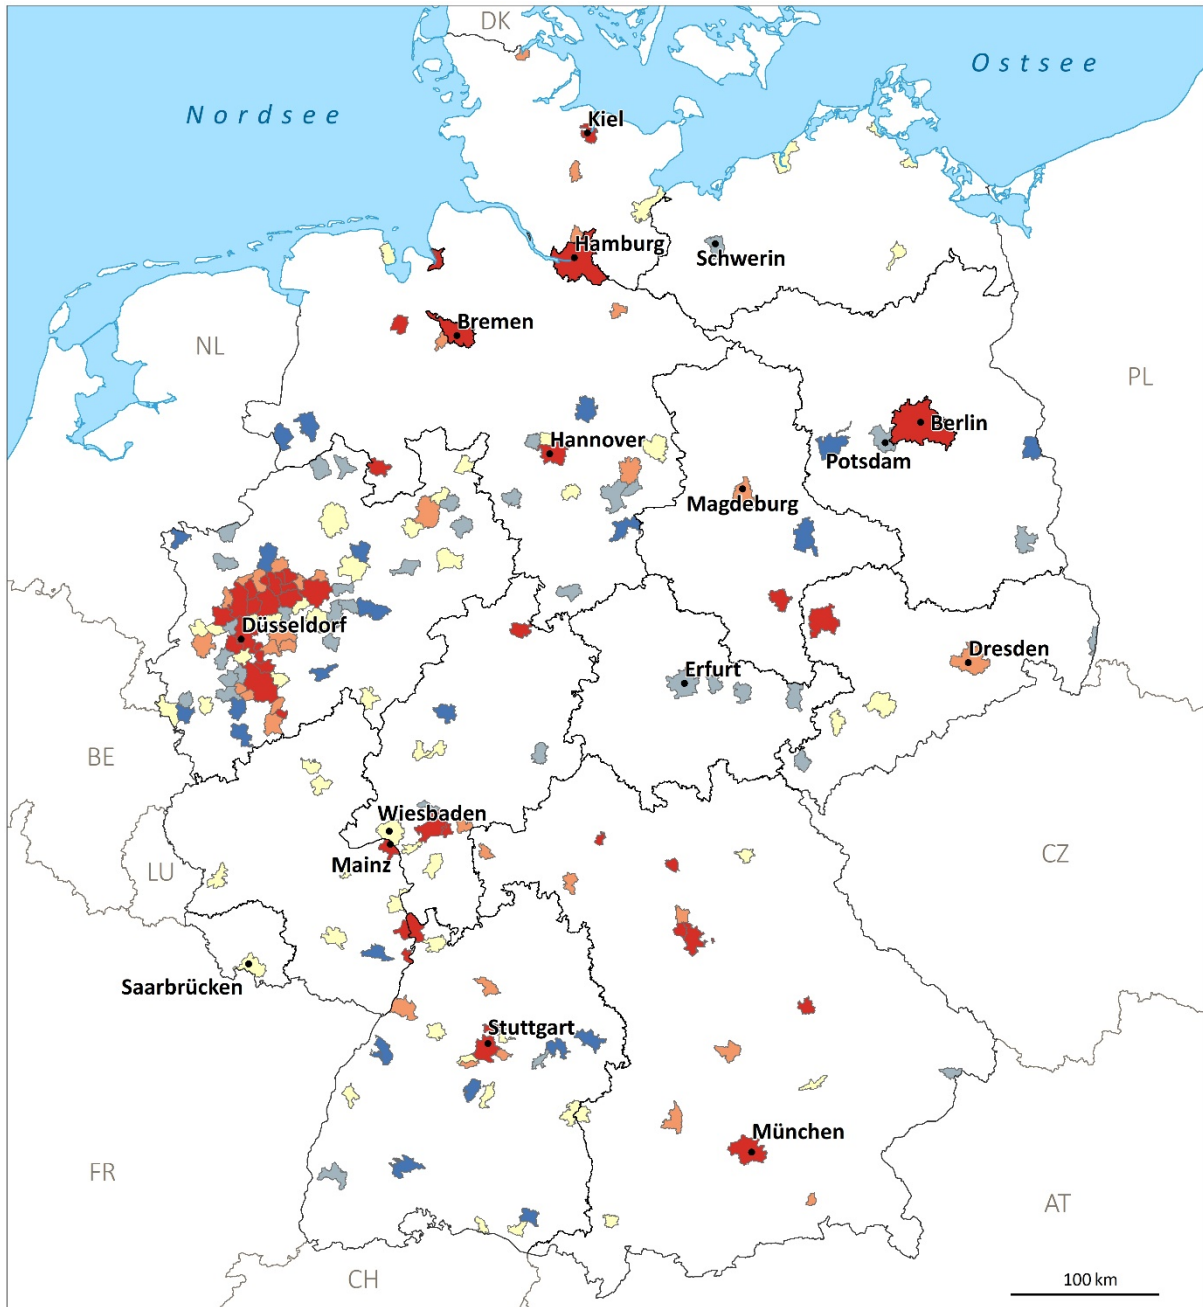 DK
Ostsee
Nordsee
Kiel
Hamburg
Schwerin
Bremen
NL
PL
Berlin
Hannover
Potsdam
Magdeburg
Düsseldorf
Dresden
Erfurt
BE
Wiesbaden
Mainz
LU
CZ
Saarbrücken
Stuttgart
München
FR
AT
CH
100 km